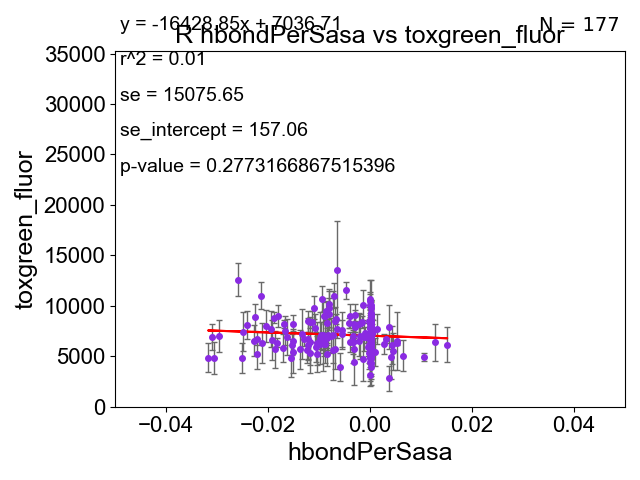 y = -16428.85x + 7036.71
N = 177
R hbondPerSasa vs toxgreen_fluor
r^2 = 0.01
se = 15075.65
se_intercept = 157.06
p-value = 0.2773166867515396
35000
30000
25000
20000
15000
10000
5000
0
toxgreen_fluor
−0.04 −0.02 0.00 0.02 0.04
hbondPerSasa